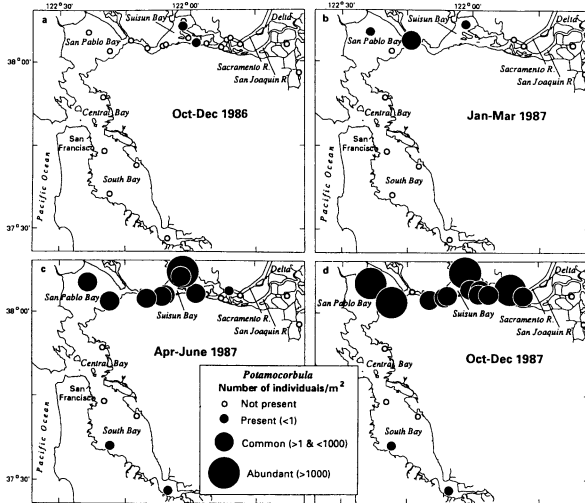 122°.50'
Suisun Bay
122°.00'
Delta
a
San Pablo Bay
38°.00'
Sacramento R.
San Joaquin R.
Central Bay
Oct-Dec 1986
San Francisco
South Bay
Pacific Ocean
37°.50'
122°.30'
Suisun Bay
122°.00'
Delta
b
San Pablo Bay
Sacramento R.
San Joaquin R.
Central Bay
Jan-Mar 1987
San Francisco
South Bay
Pacific Ocean
c
Delta
San Pablo Bay
38°.00'
Suisun Bay
Sacramento R.
San Joaquin R.
Apr-June 1987
Central Bay
San Francisco
South Bay
Pacific Ocean
37°.50'
d
Delta
San Pablo Bay
Suisun Bay
Sacramento R.
San Joaquin R.
Central Bay
Oct-Dec 1987
South Bay
Potamocorbula
Number of individuals/m²
Not present
Present (<1)
Common (>1 & <1000)
Abundant (>1000)